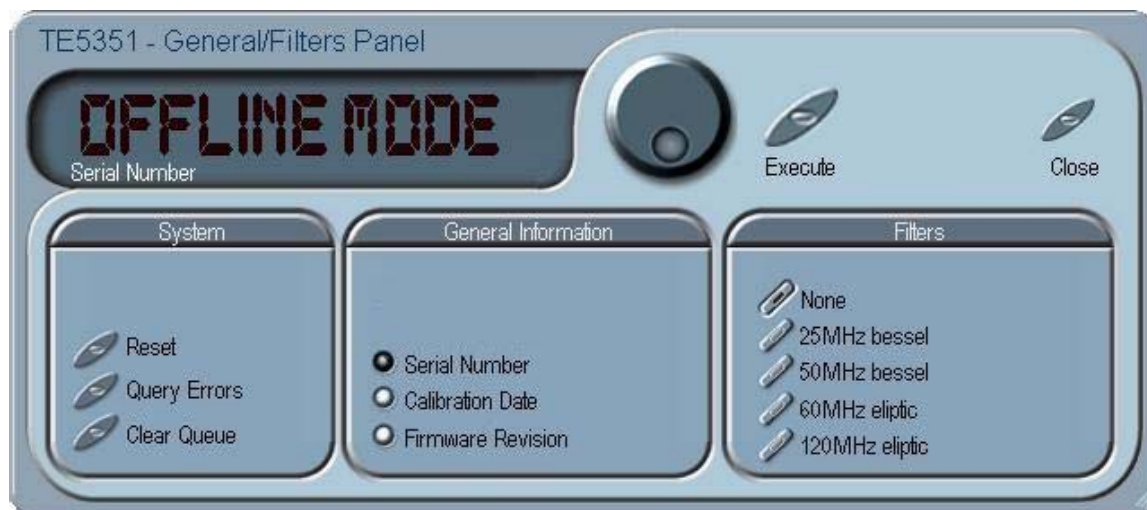 TE5351 - General/Filters Panel
OFFLINE MODE
Serial Number
Execute
Close
System
Reset
Query Errors
Clear Queue
General Information
Serial Number
Calibration Date
Firmware Revision
Filters
None
25MHz bessel
50MHz bessel
60MHz eliptic
120MHz eliptic